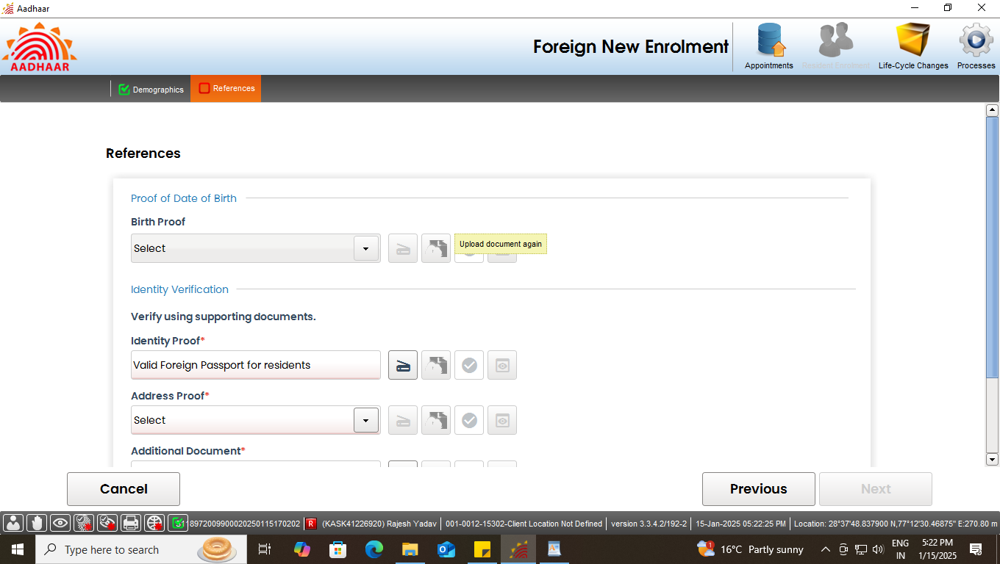 Aadhaar
AADHAAR
Foreign New Enrolment
Appointments
Resident Enrolment
Life-Cycle Changes
Processes
Demographics
References
References
Proof of Date of Birth
Birth Proof
Select
Upload document again
Identity Verification
Verify using supporting documents.
Identity Proof*
Valid Foreign Passport for residents
Address Proof*
Select
Additional Document*
Cancel
Previous
Next
R
(KASK41226920) Rajesh Yadav
001-0012-15302-Client Location Not Defined
version 3.3.4.2/192-2
15-Jan-2025 05:22:25 PM
Location: 28°37'48.837900 N,77°12'30.46875" E:270.80 m
Type here to search
1
16°C Partly sunny
ENG
IN
5:22 PM
1/15/2025